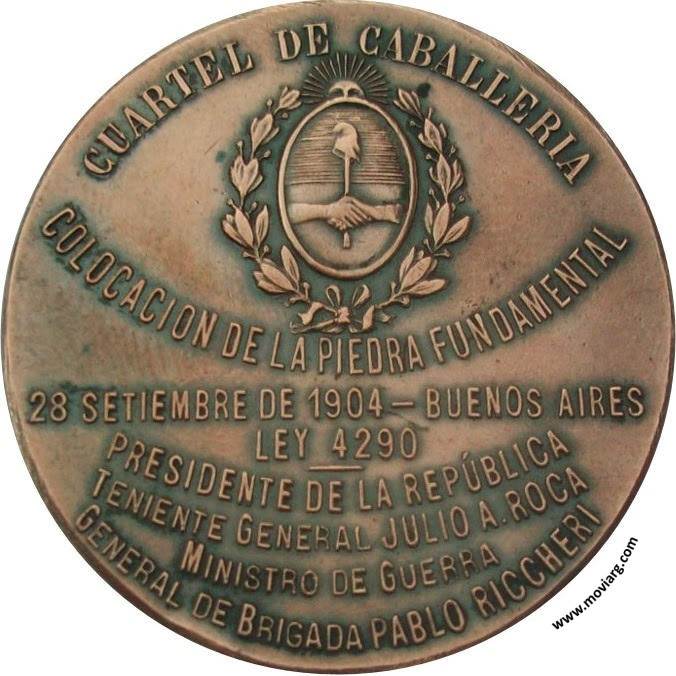 CUARTEL DE CABALLERIA
COLOCACION DE LA PIEDRA FUNDAMENTAL
28 SETIEMBRE DE 1904 — BUENOS AIRES
LEY 4290
PRESIDENTE DE LA REPÚBLICA
TENIENTE GENERAL JULIO A. ROCA
MINISTRO DE GUERRA
GENERAL DE BRIGADA PABLO RICCHERI
www.moviarg.com